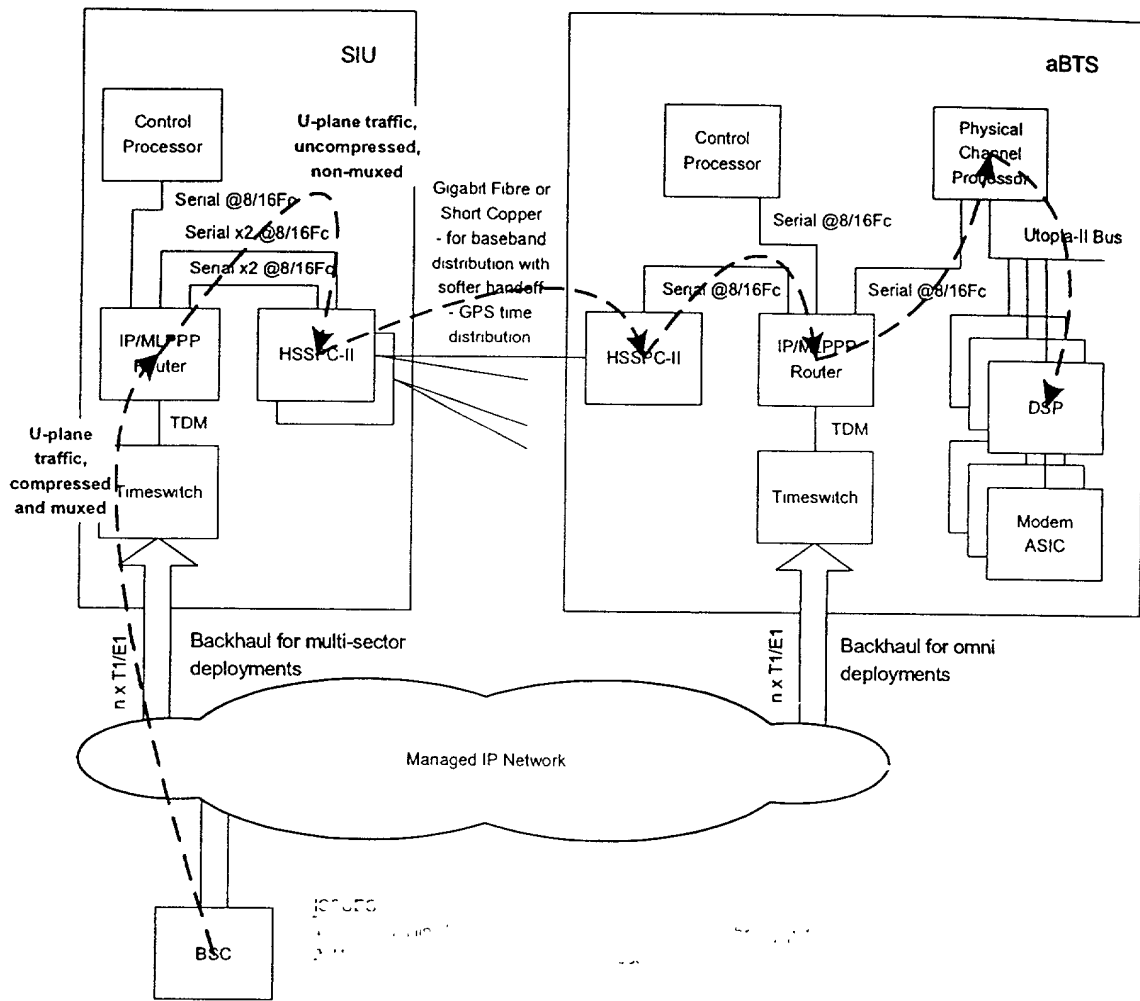 SIU
aBTS
Control
Processor
U-plane traffic,
uncompressed,
non-muxed
Control
Processor
Physical
Channel
Processor
Serial @8/16Fc
Serial x2 @8/16Fc
Serial x2 @8/16Fc
Gigabit Fibre or
Short Copper
- for baseband
distribution with
softer handoff
- GPS time
distribution
Serial @8/16Fc
Utopia-II Bus
Serial @8/16Fc
Serial @8/16Fc
IP/MLPPP
Router
HSSPC-II
HSSPC-II
IP/MLPPP
Router
DSP
TDM
TDM
U-plane
traffic,
compressed
and muxed
Timeswitch
Timeswitch
Modem
ASIC
n x T1/E1
Backhaul for multi-sector
deployments
n x T1/E1
Backhaul for omni
deployments
Managed IP Network
BSC